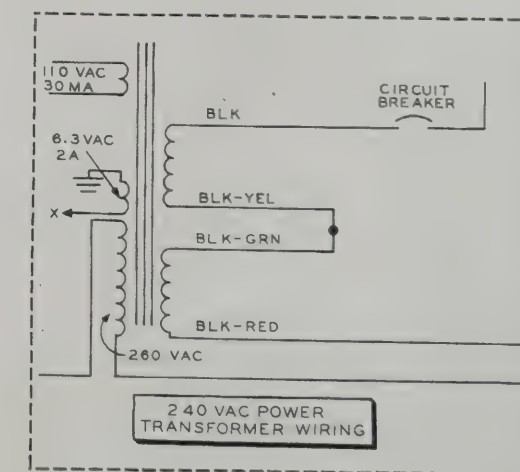 110 VAC
30 MA
CIRCUIT
BREAKER
BLK
6.3 VAC
2A
BLK-YEL
X
BLK-GRN
BLK-RED
260 VAC
240 VAC POWER
TRANSFORMER WIRING